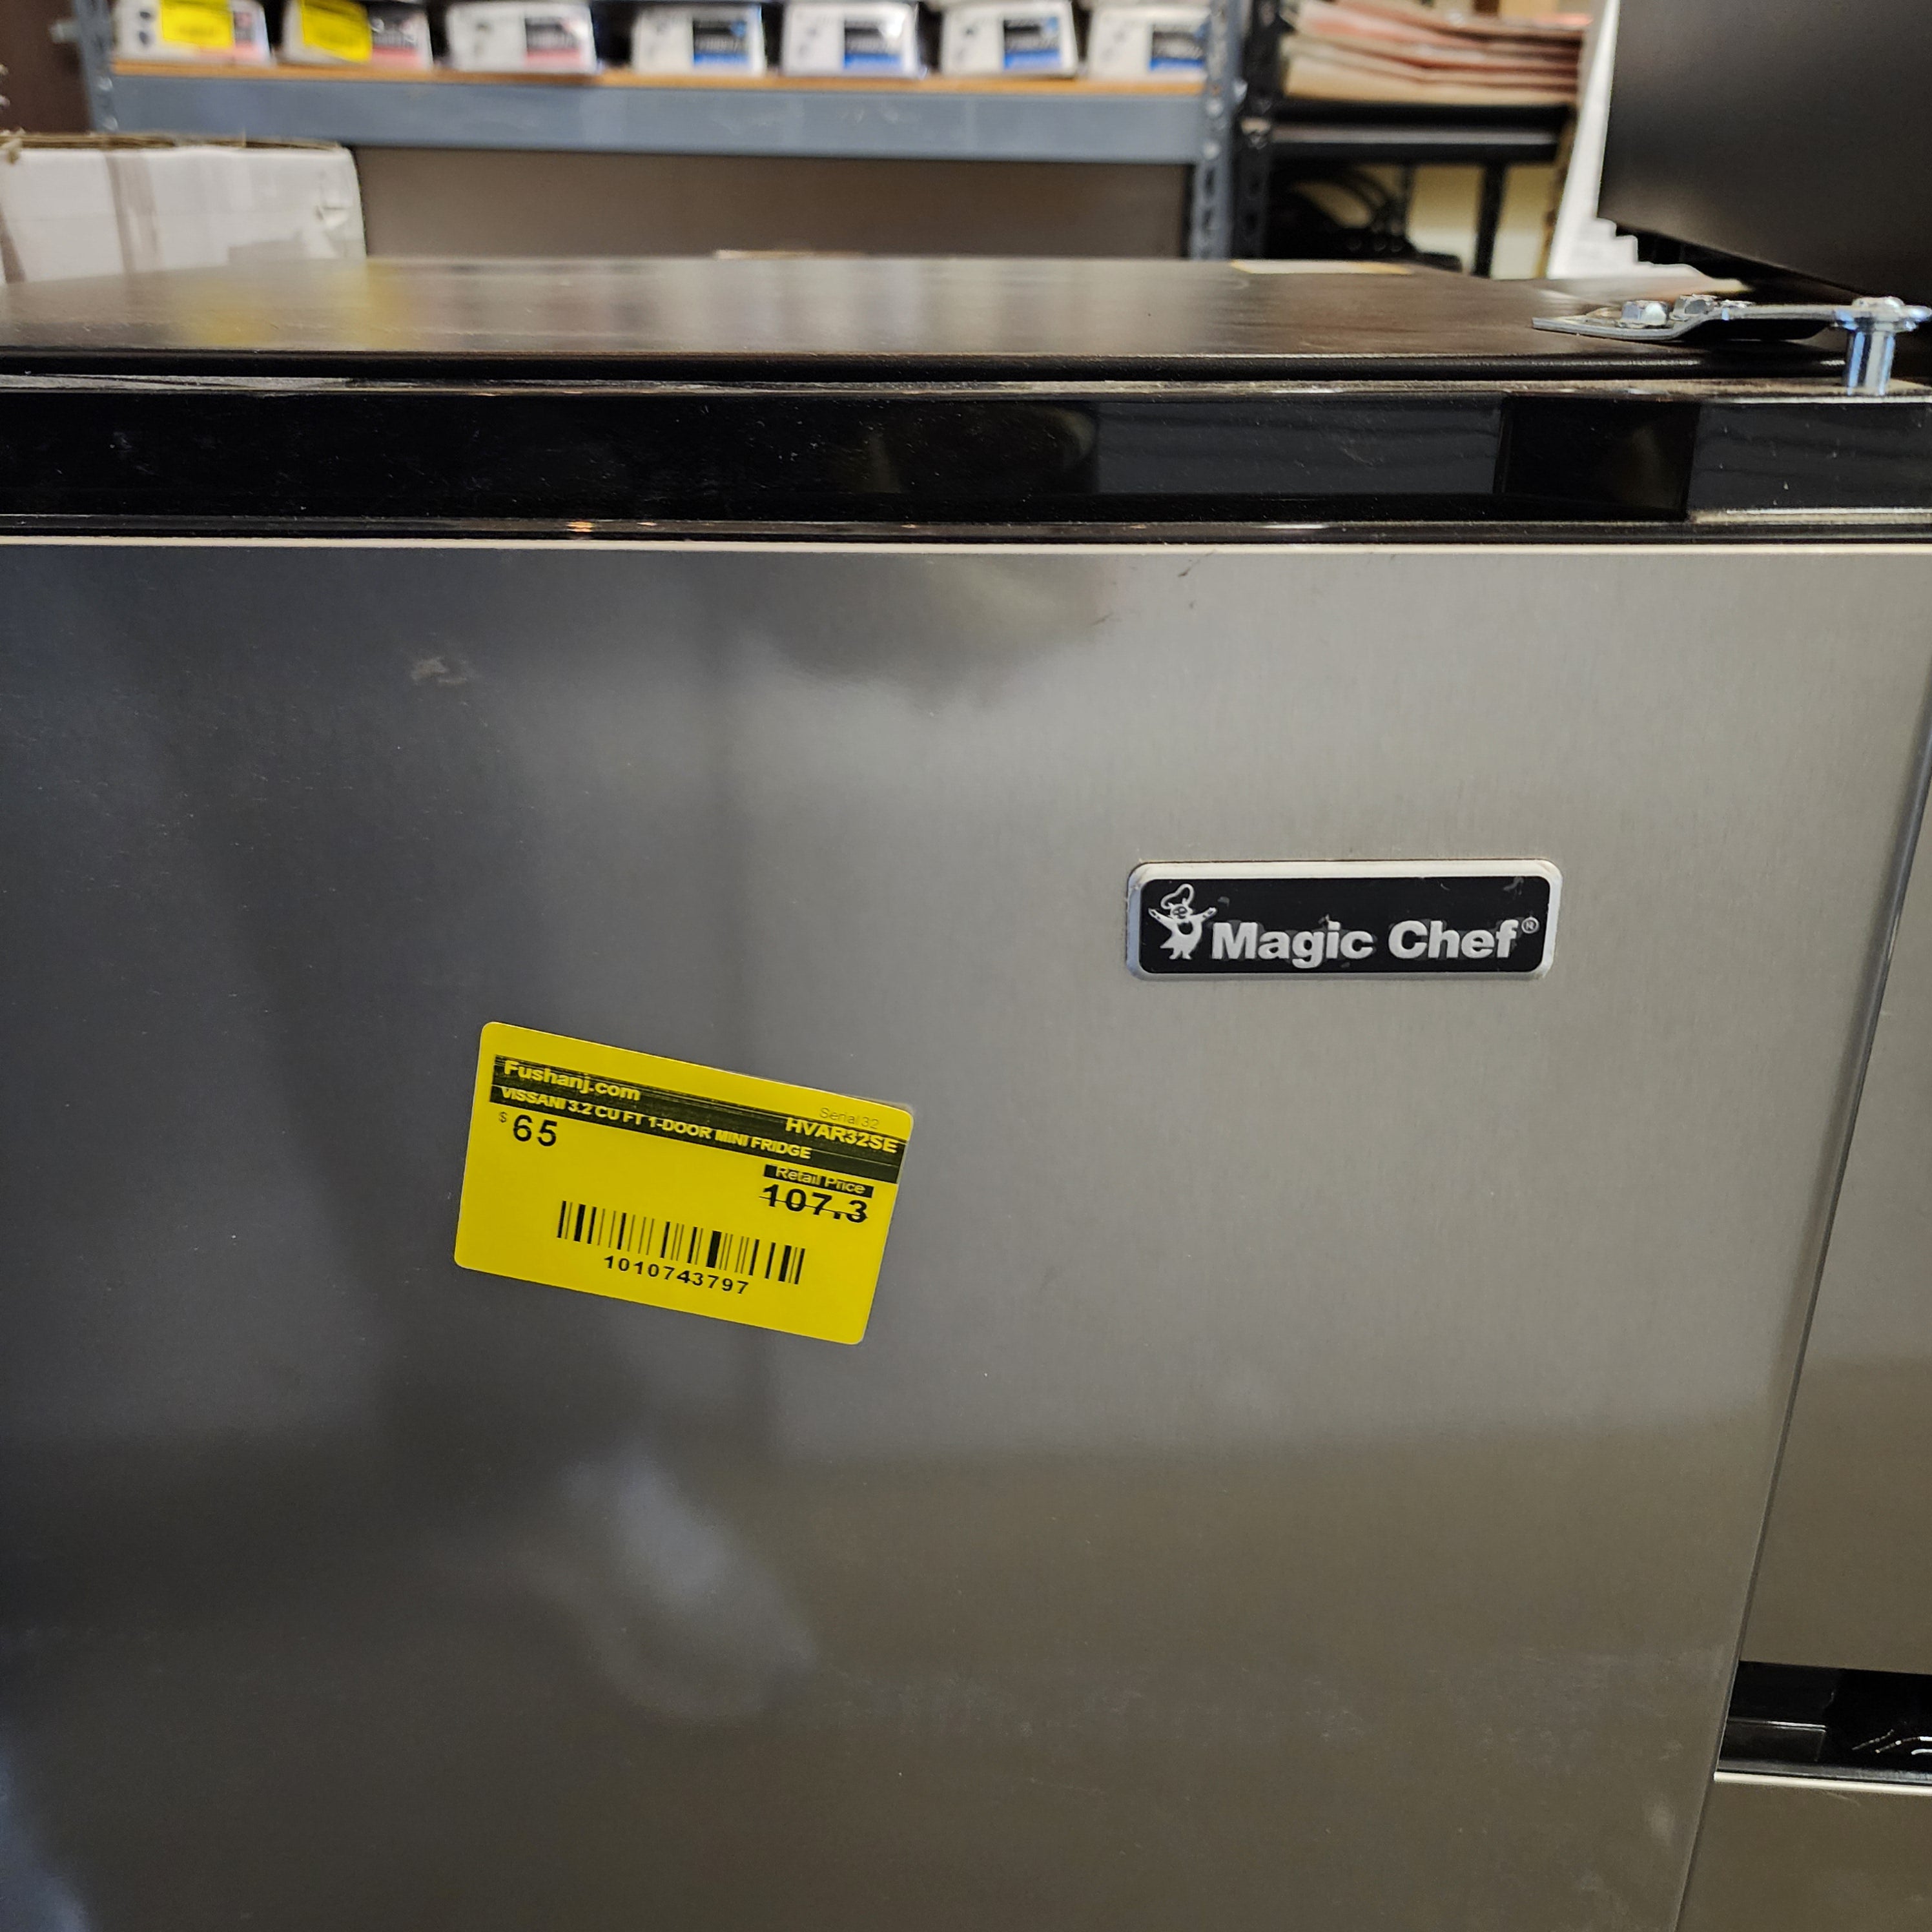 Magic Chef®
Fushanj.com
Serial 32
HVAR32SE
VISSANI 3.2 CU FT 1-DOOR MINI FRIDGE
$65
Retail Price
107.3
1010743797